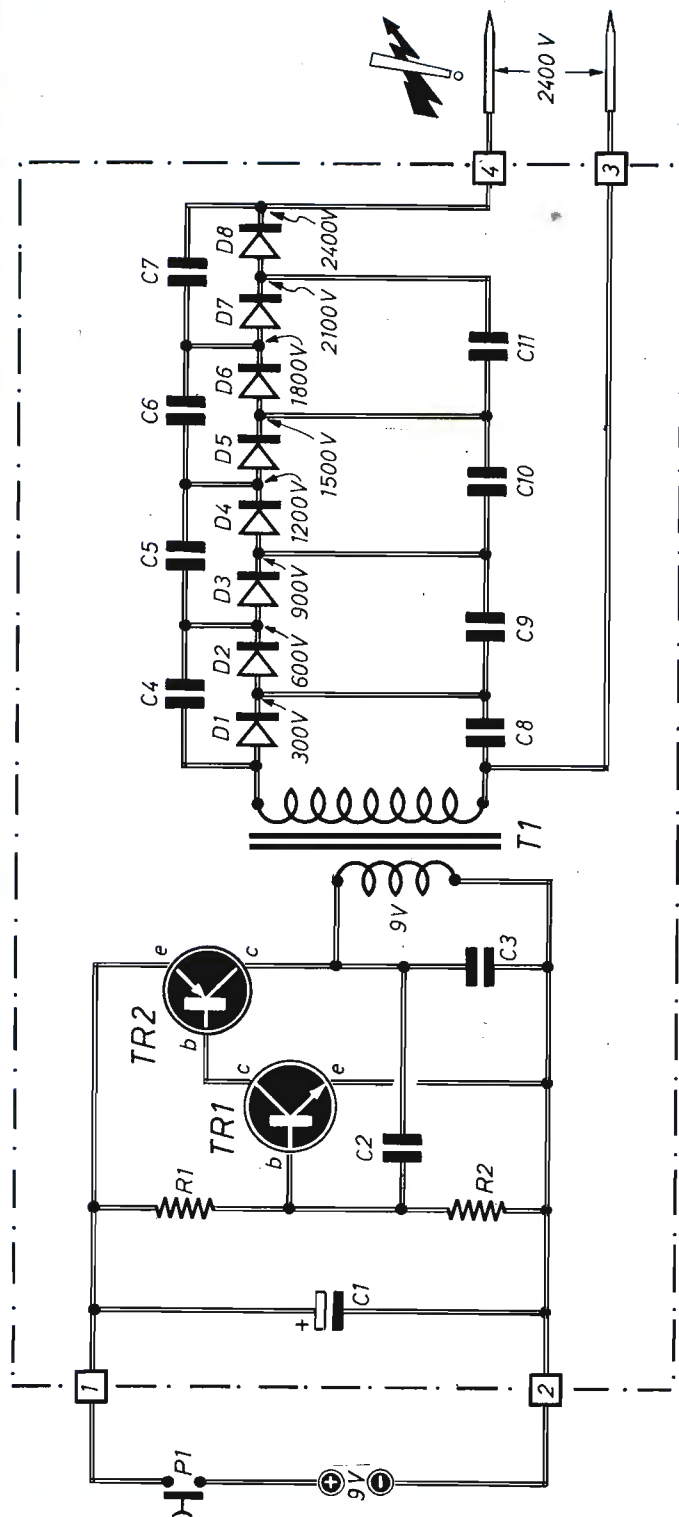 P1
+
9V
−
1
2
+
C1
R1
R2
TR1
b
c
e
TR2
b
e
c
C2
C3
9V
T1
C4
C5
C6
C7
D1
D2
D3
D4
D5
D6
D7
D8
300V
600V
900V
1200V
1500V
1800V
2100V
2400V
C8
C9
C10
C11
4
3
2400 V